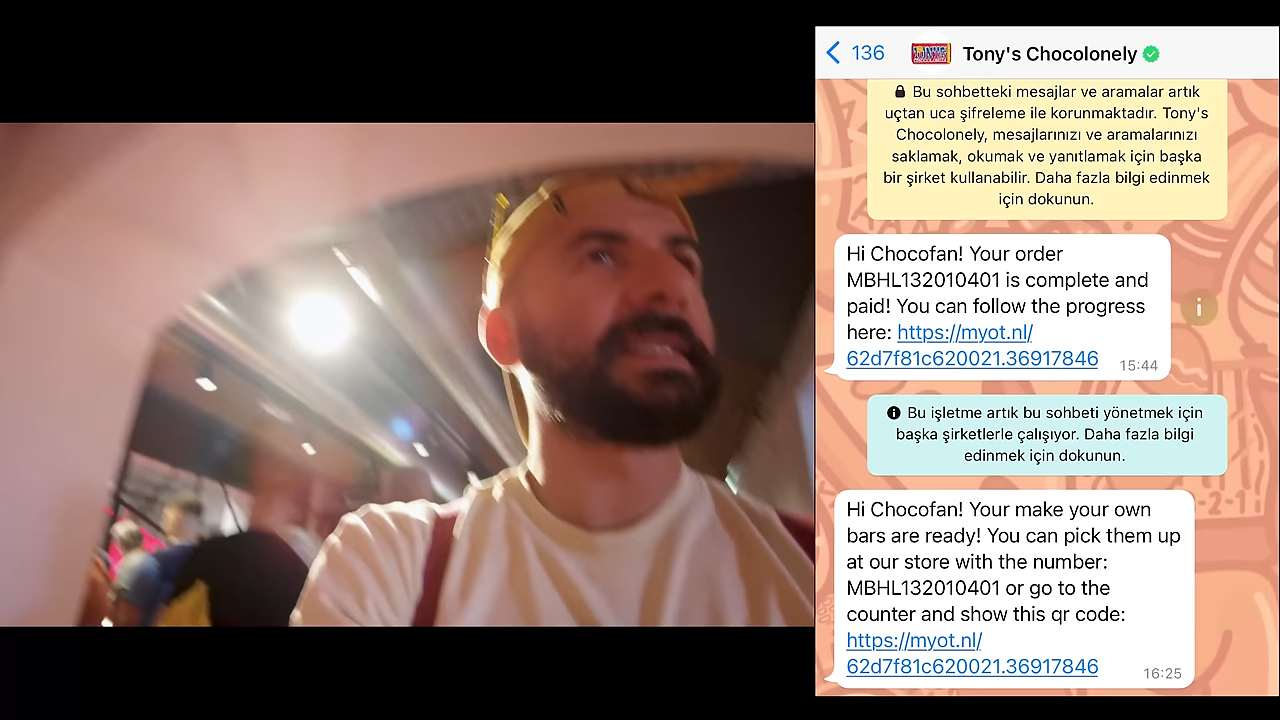 136
Tony's Chocolonely
Bu sohbetteki mesajlar ve aramalar artık
uçtan uca şifreleme ile korunmaktadır. Tony's
Chocolonely, mesajlarınızı ve aramalarınızı
saklamak, okumak ve yanıtlamak için başka
bir şirket kullanabilir. Daha fazla bilgi edinmek
için dokunun.
Hi Chocofan! Your order
MBHL132010401 is complete and
paid! You can follow the progress
here: https://myot.nl/
62d7f81c620021.36917846
15:44
Bu işletme artık bu sohbeti yönetmek için
başka şirketlerle çalışıyor. Daha fazla bilgi
edinmek için dokunun.
Hi Chocofan! Your make your own
bars are ready! You can pick them up
at our store with the number:
MBHL132010401 or go to the
counter and show this qr code:
https://myot.nl/
62d7f81c620021.36917846
16:25